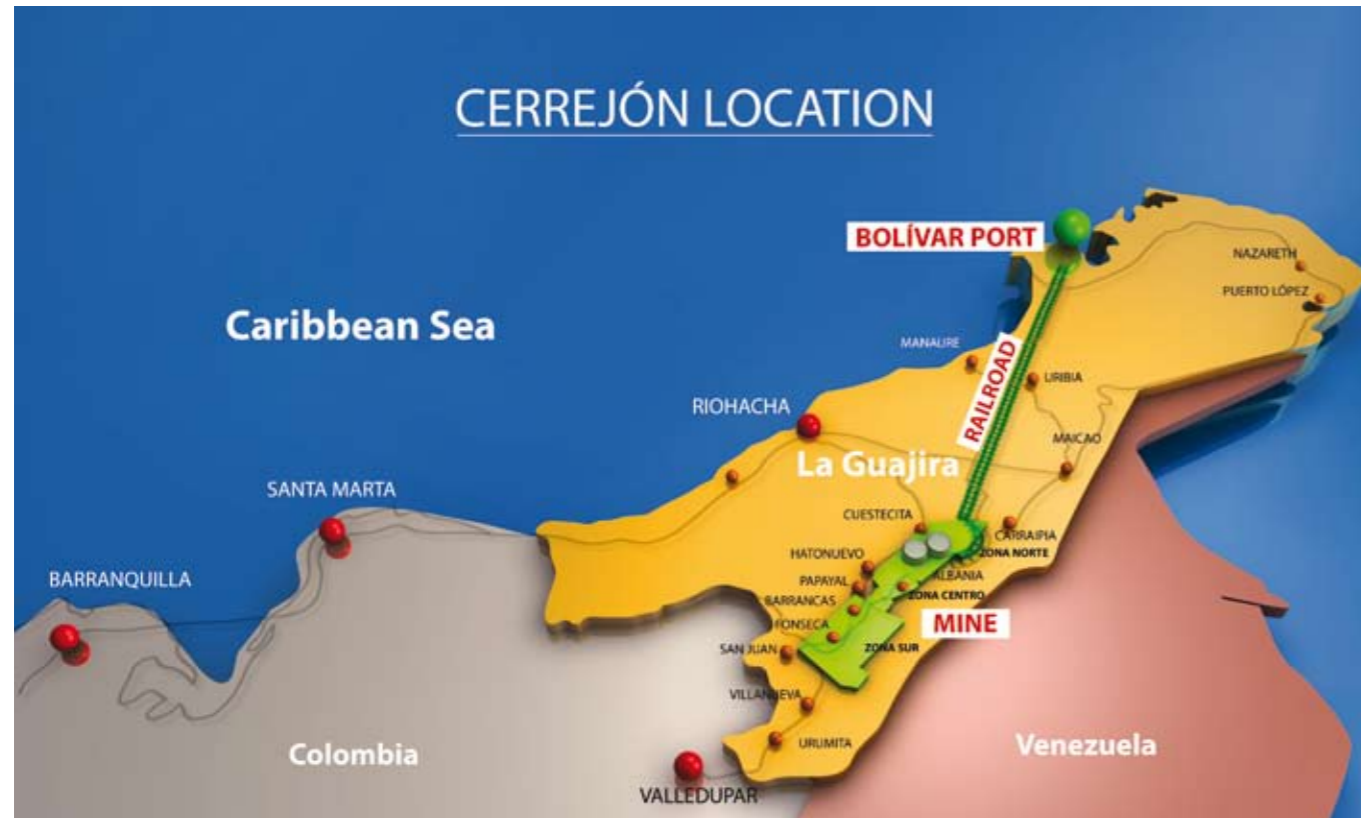 CERREJÓN LOCATION
BOLÍVAR PORT
NAZARETH
PUERTO LÓPEZ
Caribbean Sea
MANAURE
RAILROAD
URIBIA
RIOHACHA
MAICAO
La Guajira
SANTA MARTA
CUESTECITA
CARRAIPIA
HATONUEVO
ZONA NORTE
ALBANIA
BARRANQUILLA
PAPAYAL
ZONA CENTRO
BARRANCAS
FONSECA
MINE
SAN JUAN
ZONA SUR
VILLANUEVA
URUMITA
Colombia
Venezuela
VALLEDUPAR